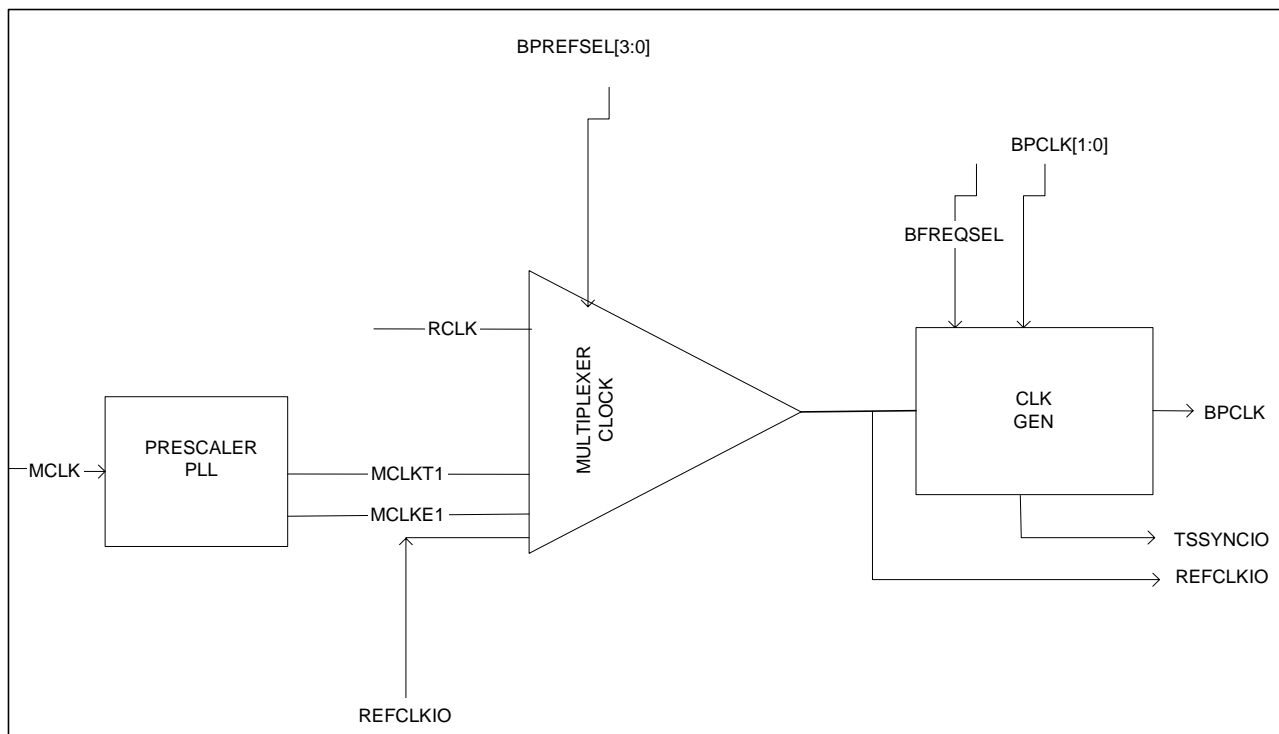 BPREFSEL[3:0]
BPCLK[1:0]
BFREQSEL
RCLK
MULTIPLEXER
CLOCK
CLK
GEN
BPCLK
PRESCALER
PLL
MCLK
MCLKT1
MCLKE1
TSSYNCIO
REFCLKIO
REFCLKIO